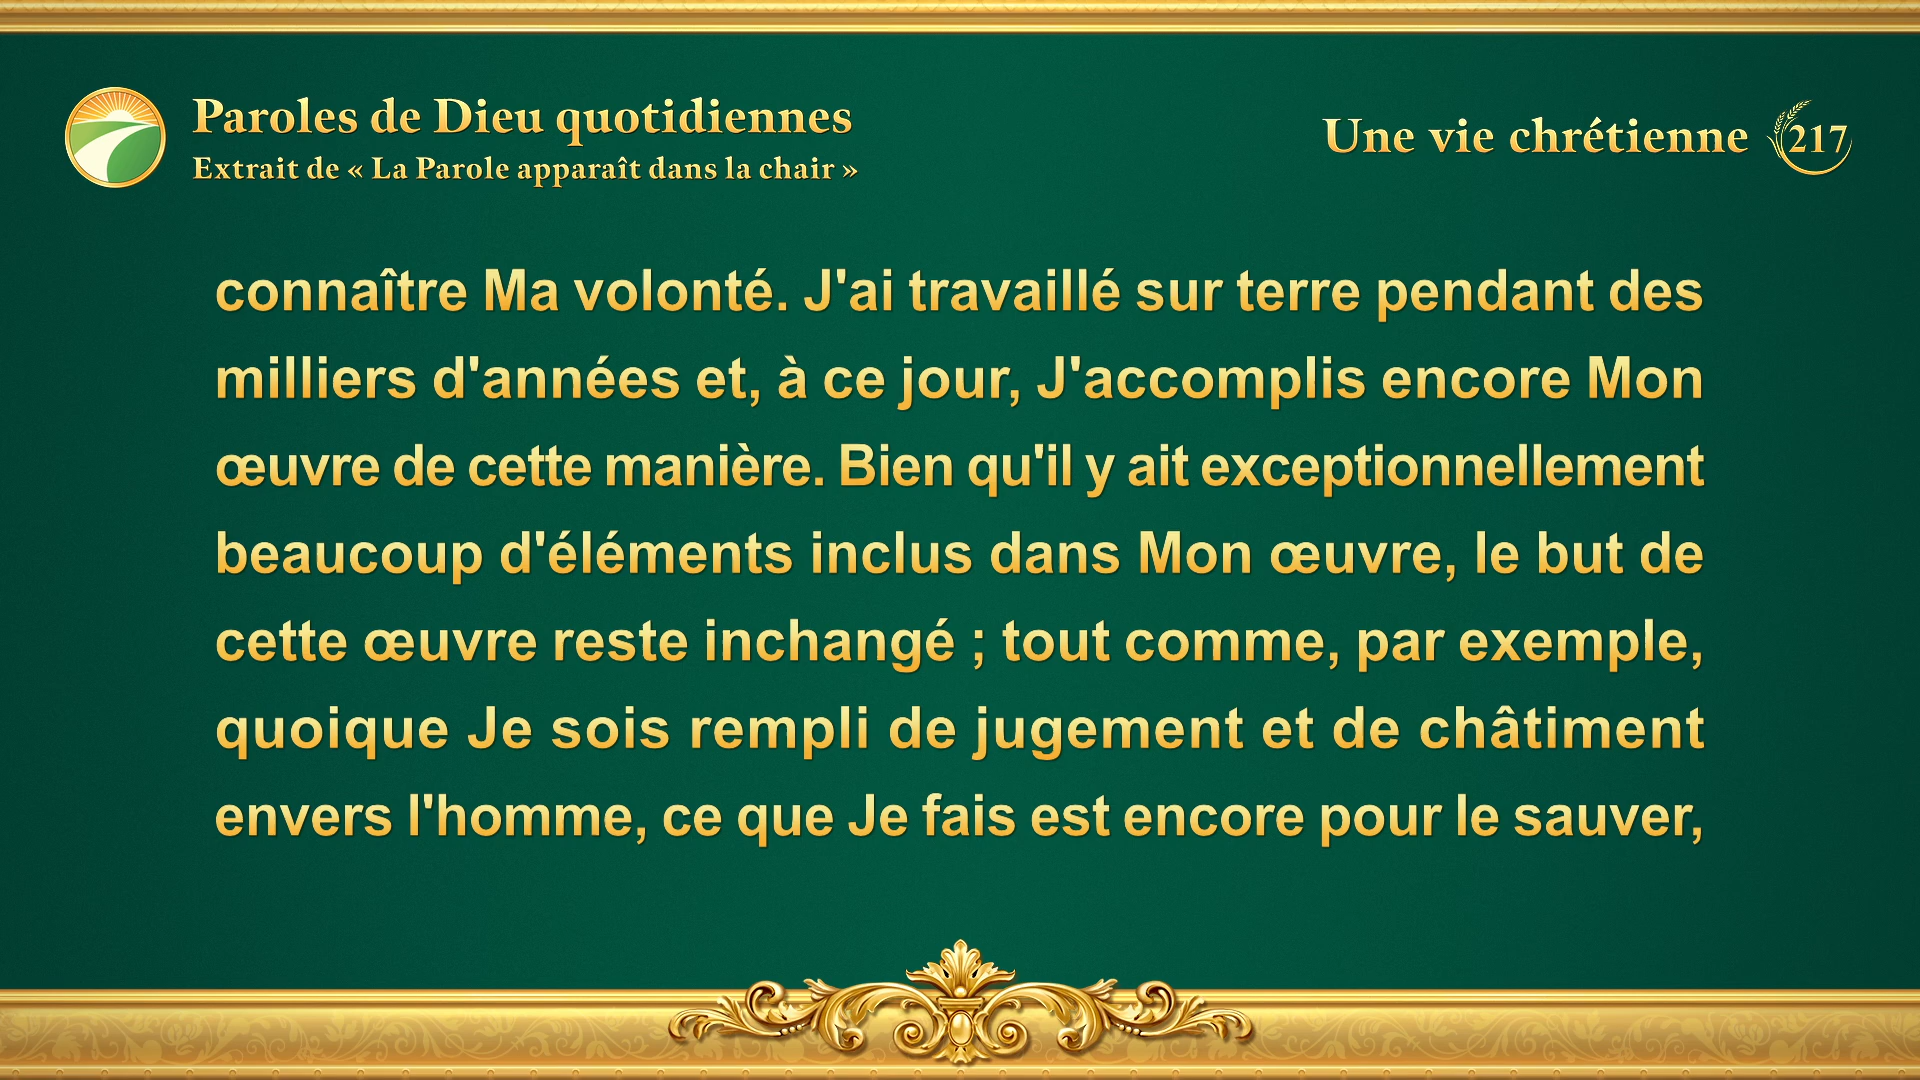 Paroles de Dieu quotidiennes
Extrait de « La Parole apparaît dans la chair »
Une vie chrétienne 217
connaître Ma volonté. J'ai travaillé sur terre pendant des
milliers d'années et, à ce jour, J'accomplis encore Mon
œuvre de cette manière. Bien qu'il y ait exceptionnellement
beaucoup d'éléments inclus dans Mon œuvre, le but de
cette œuvre reste inchangé ; tout comme, par exemple,
quoique Je sois rempli de jugement et de châtiment
envers l'homme, ce que Je fais est encore pour le sauver,